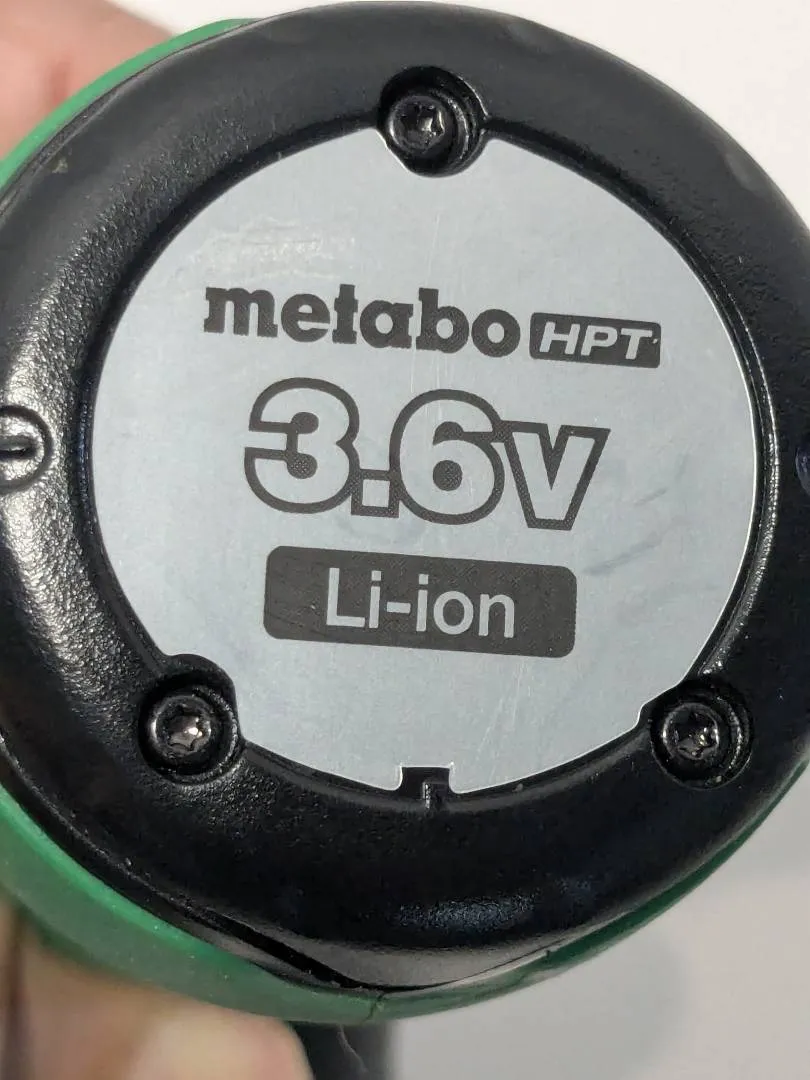 metabo HPT
3.6V
Li-ion